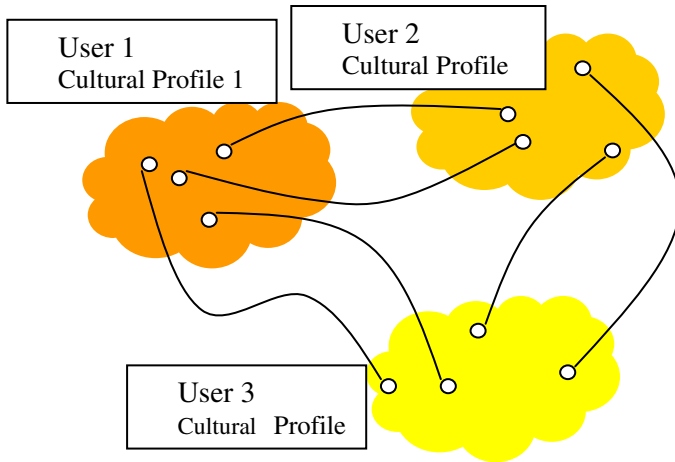 User 1
Cultural Profile 1
User 2
Cultural Profile
User 3
Cultural Profile